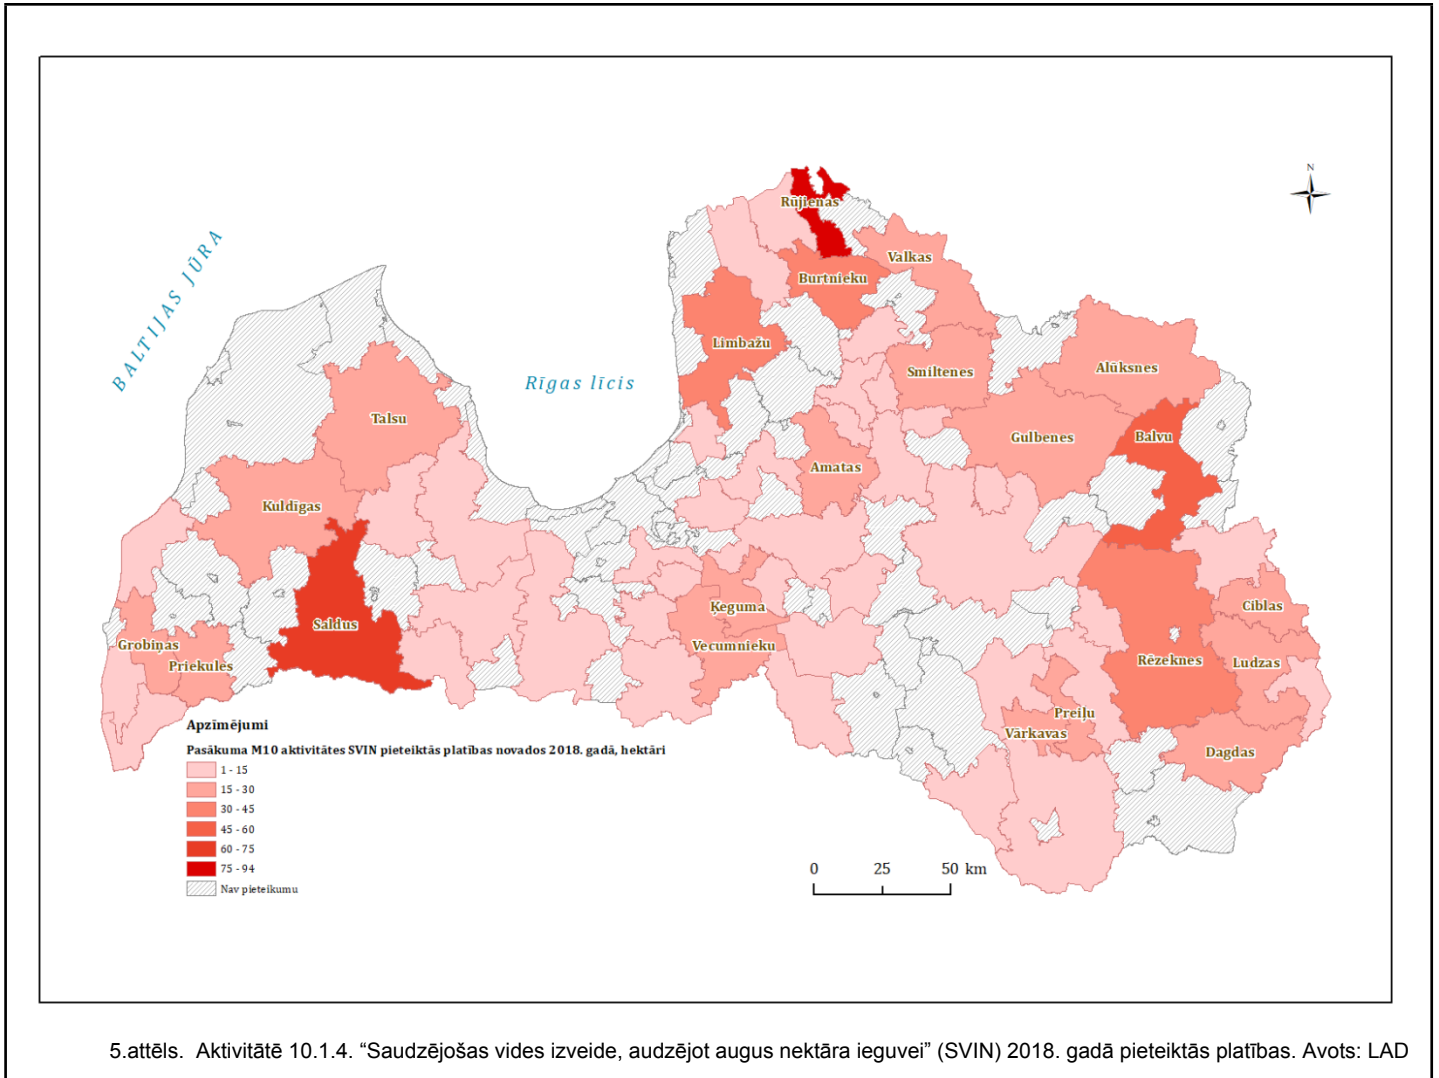 N
BALTIJAS JŪRA
Rīgas līcis
Rūjienas
Valkas
Burtnieku
Limbažu
Smiltenes
Alūksnes
Talsu
Gulbenes
Balvu
Amatas
Kuldīgas
Ķeguma
Ciblas
Saldus
Grobiņas
Vecumnieku
Priekules
Rēzeknes
Ludzas
Preiļu
Vārkavas
Dagdas
Apzīmējumi
Pasākuma M10 aktivitātes SVIN pieteiktās platības novados 2018. gadā, hektāri
1 - 15
15 - 30
30 - 45
45 - 60
60 - 75
75 - 94
Nav pieteikumu
0 25 50 km
5.attēls. Aktivitātē 10.1.4. “Saudzējošas vides izveide, audzējot augus nektāra ieguvei” (SVIN) 2018. gadā pieteiktās platības. Avots: LAD